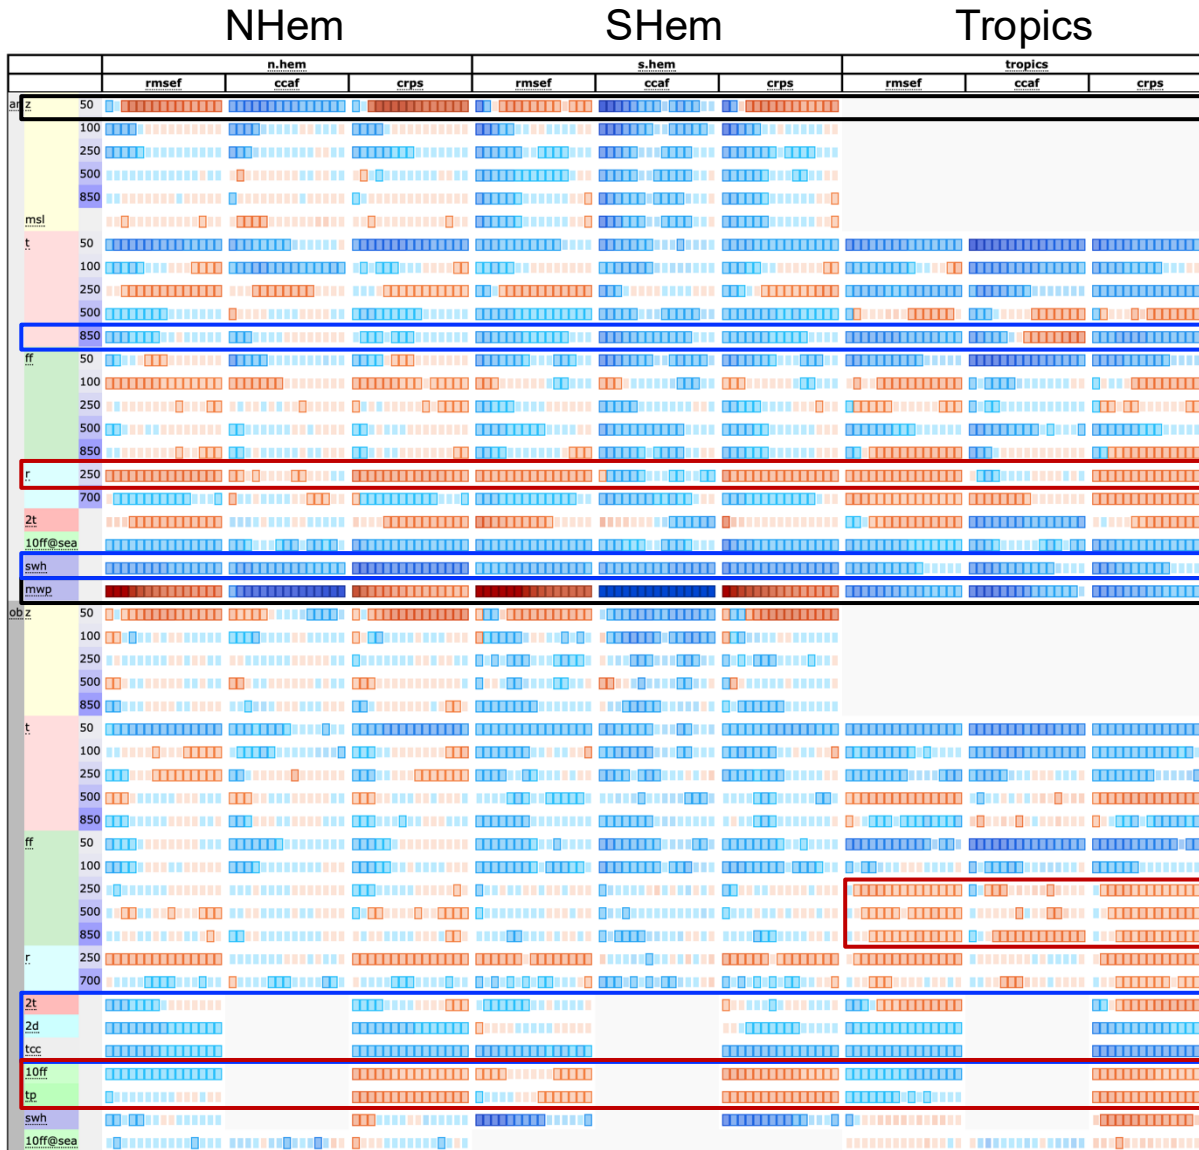 NHem SHem Tropics
n.hem s.hem tropics
rmsef ccaf crps rmsef ccaf crps rmsef ccaf crps
an z 50
100
250
500
850
msl
t 50
100
250
500
850
ff 50
100
250
500
850
r 250
700
2t
10ff@sea
swh
mwp
ob z 50
100
250
500
850
t 50
100
250
500
850
ff 50
100
250
500
850
r 250
700
2t
2d
tcc
10ff
tp
swh
10ff@sea